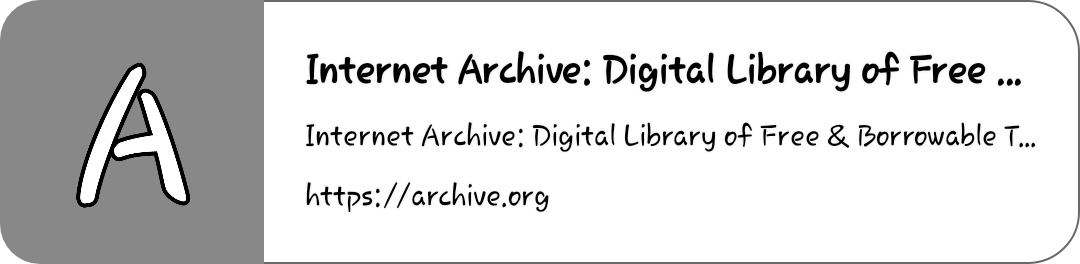 A
Internet Archive: Digital Library of Free ...
Internet Archive: Digital Library of Free & Borrowable T...
https://archive.org